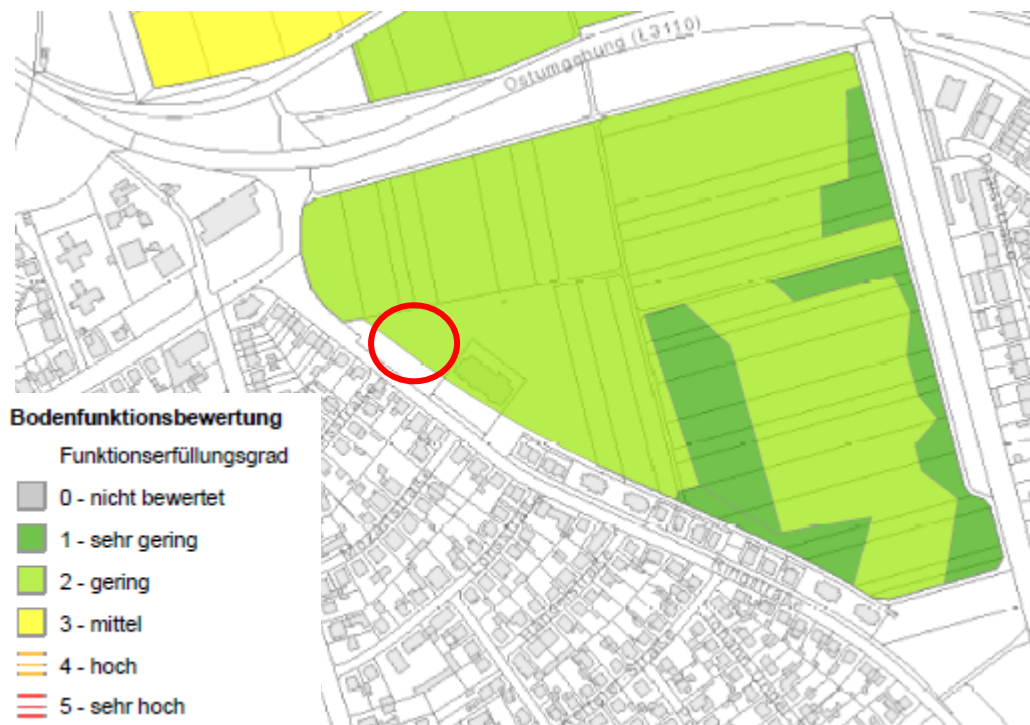 Ostumgehung (L3110)
Bodenfunktionsbewertung
Funktionserfüllungsgrad
0 - nicht bewertet
1 - sehr gering
2 - gering
3 - mittel
4 - hoch
5 - sehr hoch